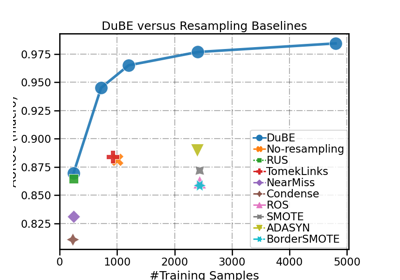 DuBE versus Resampling Baselines
0.975
0.950
0.925
0.900
0.875
0.850
0.825
DuBE
No-resampling
RUS
TomekLinks
NearMiss
Condense
ROS
SMOTE
ADASYN
BorderSMOTE
0 1000 2000 3000 4000 5000
#Training Samples